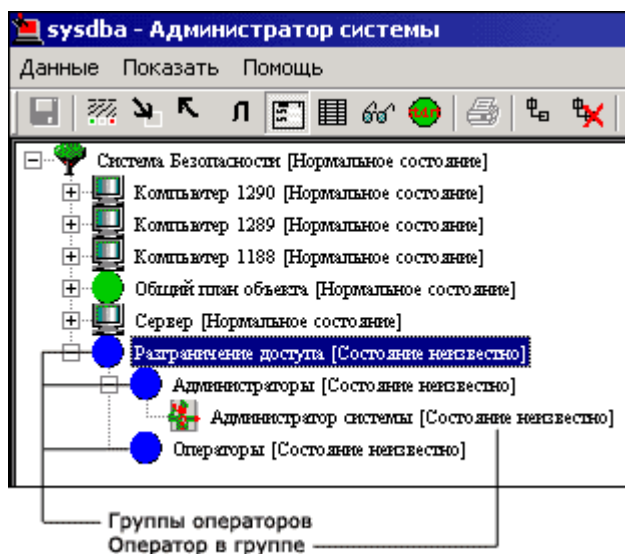 sysdba - Администратор системы
Данные Показать Помощь
Л
Система Безопасности [Нормальное состояние]
Компьютер 1290 [Нормальное состояние]
Компьютер 1289 [Нормальное состояние]
Компьютер 1188 [Нормальное состояние]
Общий план объекта [Нормальное состояние]
Сервер [Нормальное состояние]
Разграничение доступа [Состояние неизвестно]
Администраторы [Состояние неизвестно]
Администратор системы [Состояние неизвестно]
Операторы [Состояние неизвестно]
Группы операторов
Оператор в группе